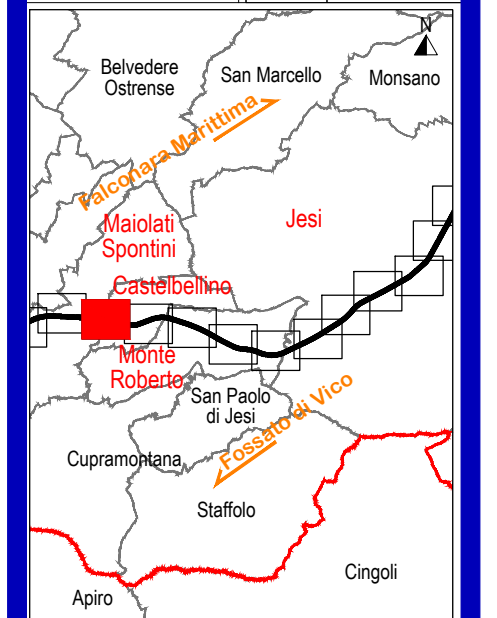 N
Belvedere
Ostrense
San Marcello
Monsano
Falconara Marittima
Maiolati
Spontini
Jesi
Castelbellino
Monte
Roberto
San Paolo
di Jesi
Fossato di Vico
Cupramontana
Staffolo
Cingoli
Apiro